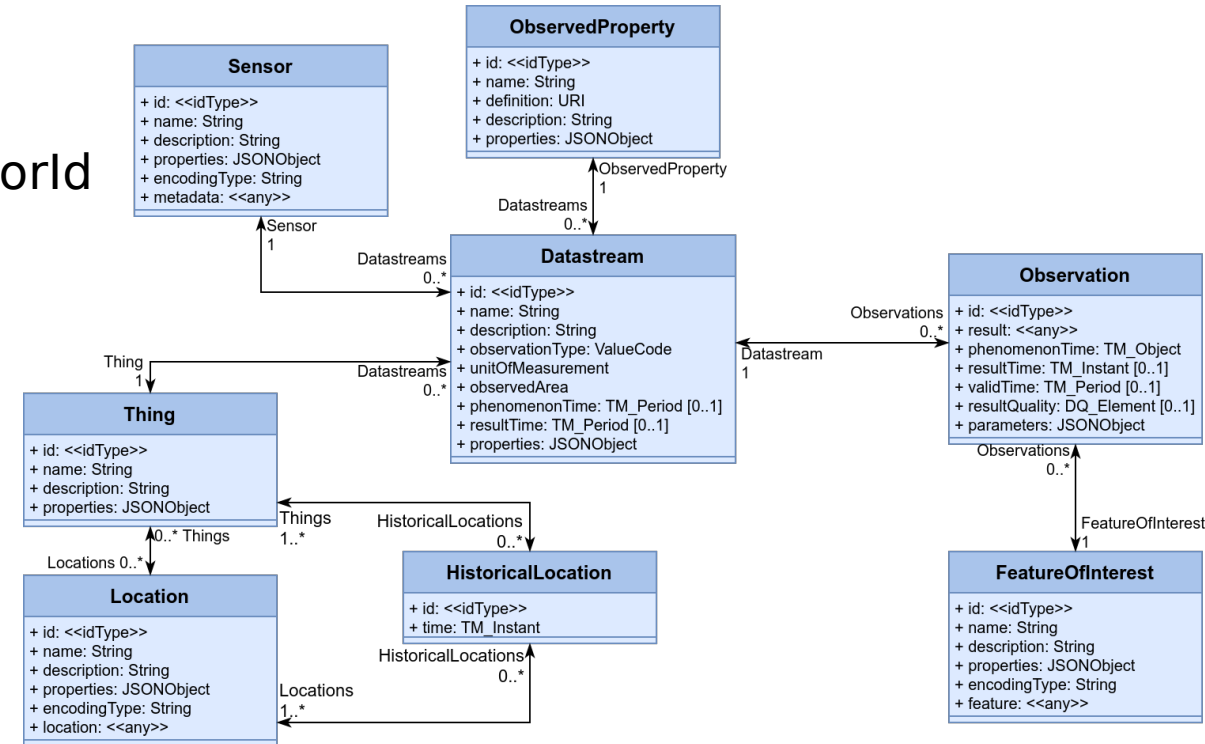 orld
Sensor
+ id: <<idType>>
+ name: String
+ description: String
+ properties: JSONObject
+ encodingType: String
+ metadata: <<any>>
ObservedProperty
+ id: <<idType>>
+ name: String
+ definition: URI
+ description: String
+ properties: JSONObject
ObservedProperty
1
Datastreams
0..*
Sensor
1
Datastreams
0..*
Datastream
+ id: <<idType>>
+ name: String
+ description: String
+ observationType: ValueCode
+ unitOfMeasurement
+ observedArea
+ phenomenonTime: TM_Period [0..1]
+ resultTime: TM_Period [0..1]
+ properties: JSONObject
Observations
0..*
Datastream
1
Observation
+ id: <<idType>>
+ result: <<any>>
+ phenomenonTime: TM_Object
+ resultTime: TM_Instant [0..1]
+ validTime: TM_Period [0..1]
+ resultQuality: DQ_Element [0..1]
+ parameters: JSONObject
Thing
1
Datastreams
0..*
Thing
+ id: <<idType>>
+ name: String
+ description: String
+ properties: JSONObject
Things
1..*
HistoricalLocations
0..*
0..* Things
Locations 0..*
Observations
0..*
FeatureOfInterest
1
HistoricalLocation
+ id: <<idType>>
+ time: TM_Instant
HistoricalLocations
0..*
Locations
1..*
Location
+ id: <<idType>>
+ name: String
+ description: String
+ properties: JSONObject
+ encodingType: String
+ location: <<any>>
FeatureOfInterest
+ id: <<idType>>
+ name: String
+ description: String
+ properties: JSONObject
+ encodingType: String
+ feature: <<any>>